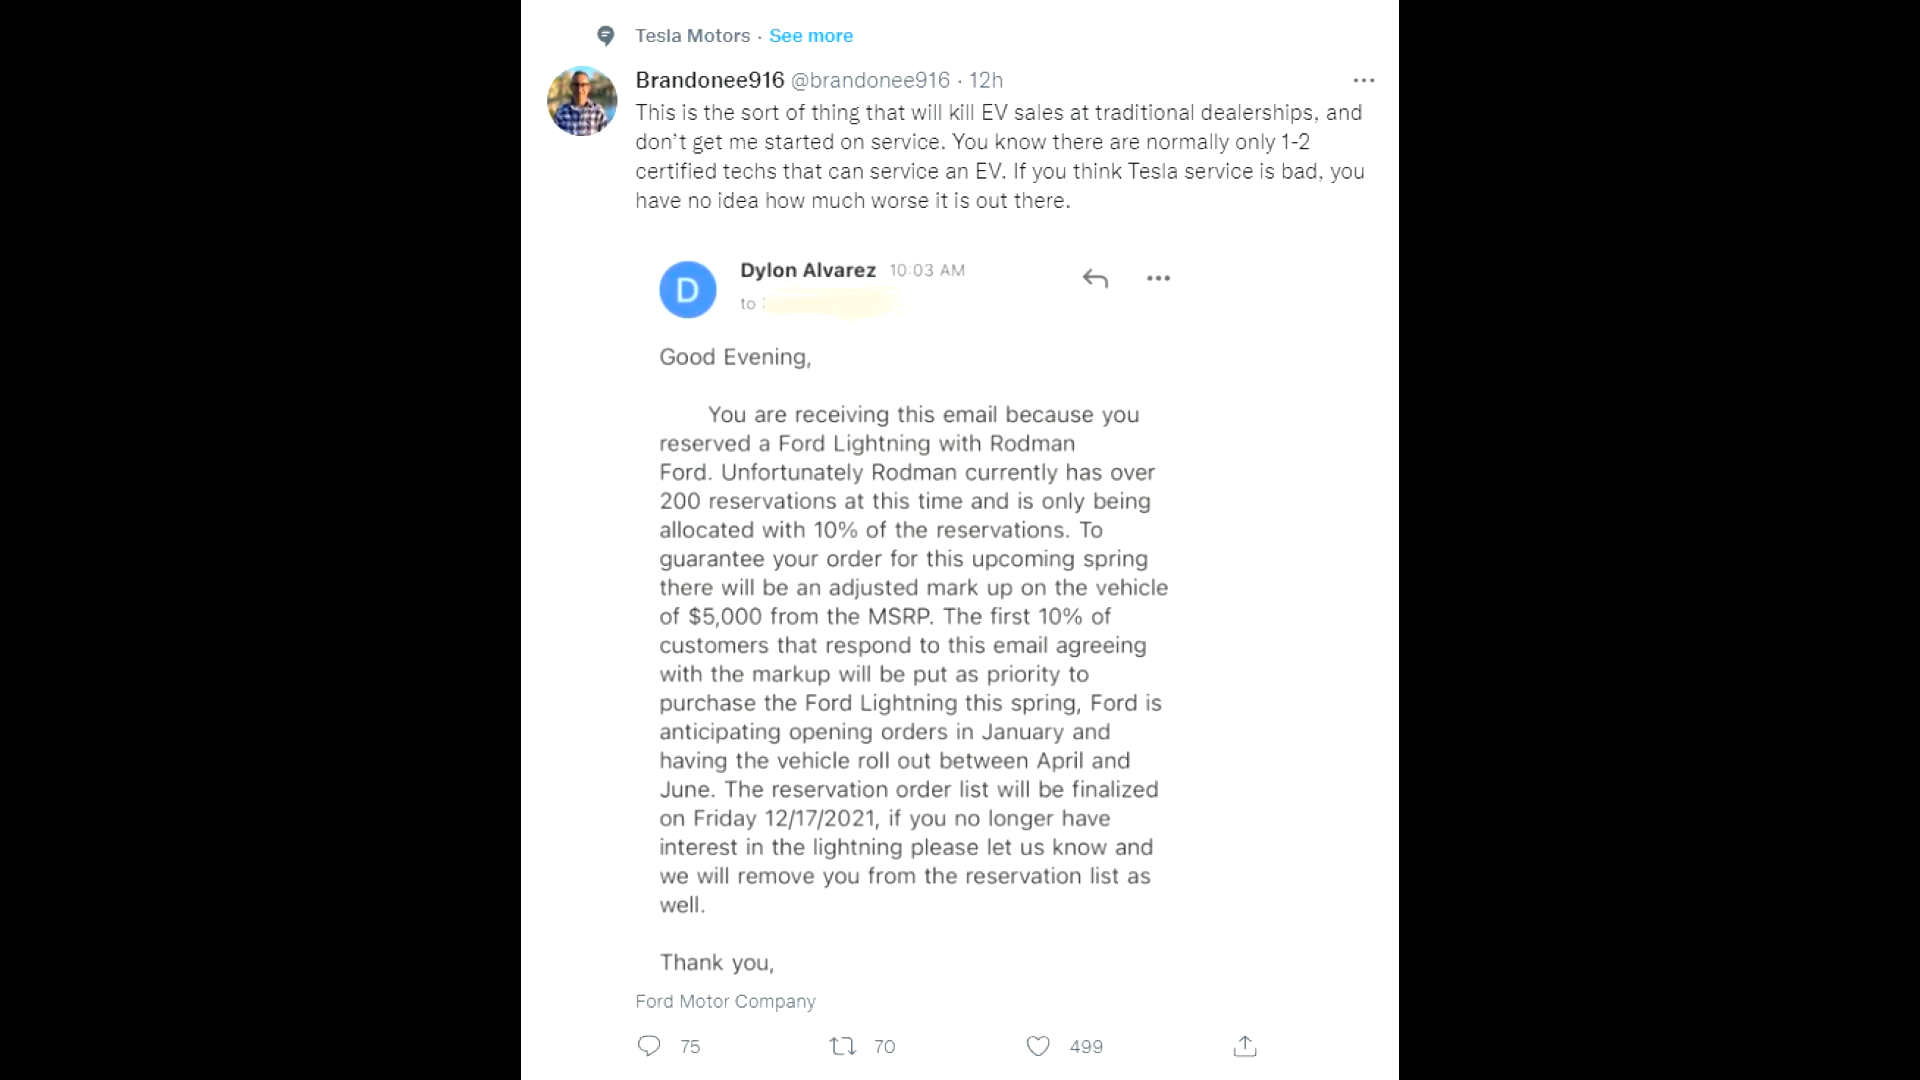 Tesla Motors · See more
Brandonee916 @brandonee916 · 12h
This is the sort of thing that will kill EV sales at traditional dealerships, and
don't get me started on service. You know there are normally only 1-2
certified techs that can service an EV. If you think Tesla service is bad, you
have no idea how much worse it is out there.
D
Dylon Alvarez 10:03 AM
to :
Good Evening,
You are receiving this email because you
reserved a Ford Lightning with Rodman
Ford. Unfortunately Rodman currently has over
200 reservations at this time and is only being
allocated with 10% of the reservations. To
guarantee your order for this upcoming spring
there will be an adjusted mark up on the vehicle
of $5,000 from the MSRP. The first 10% of
customers that respond to this email agreeing
with the markup will be put as priority to
purchase the Ford Lightning this spring, Ford is
anticipating opening orders in January and
having the vehicle roll out between April and
June. The reservation order list will be finalized
on Friday 12/17/2021, if you no longer have
interest in the lightning please let us know and
we will remove you from the reservation list as
well.
Thank you,
Ford Motor Company
75 70 499